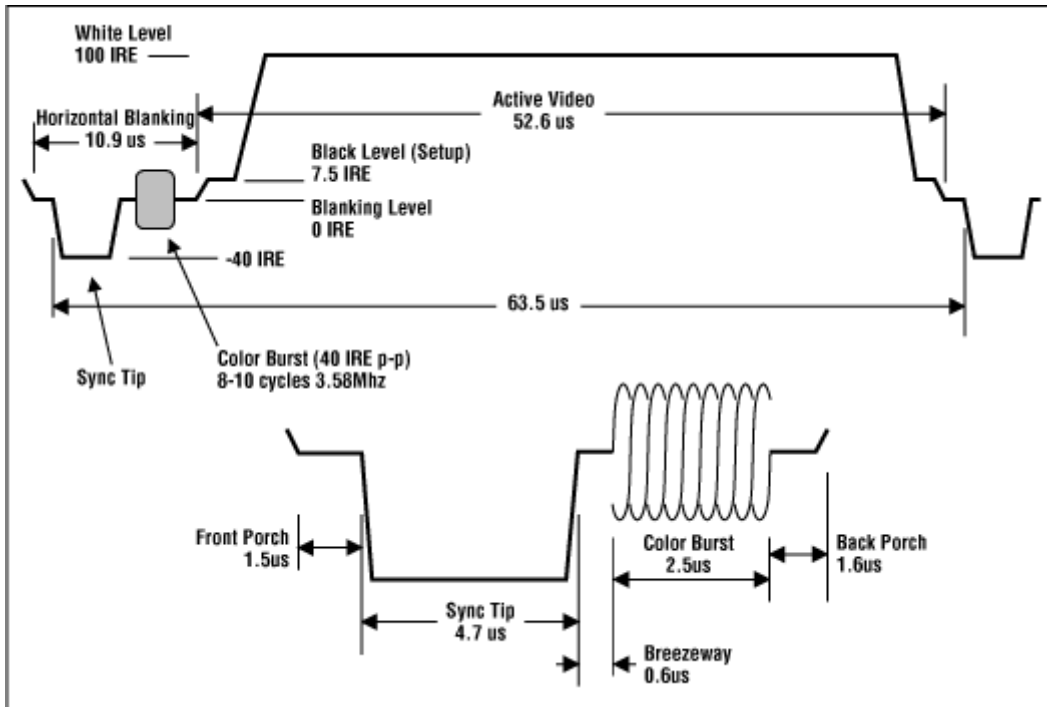 White Level
100 IRE
Horizontal Blanking
10.9 us
Active Video
52.6 us
Black Level (Setup)
7.5 IRE
Blanking Level
0 IRE
-40 IRE
63.5 us
Sync Tip
Color Burst (40 IRE p-p)
8-10 cycles 3.58Mhz
Front Porch
1.5us
Color Burst
2.5us
Back Porch
1.6us
Sync Tip
4.7 us
Breezeway
0.6us